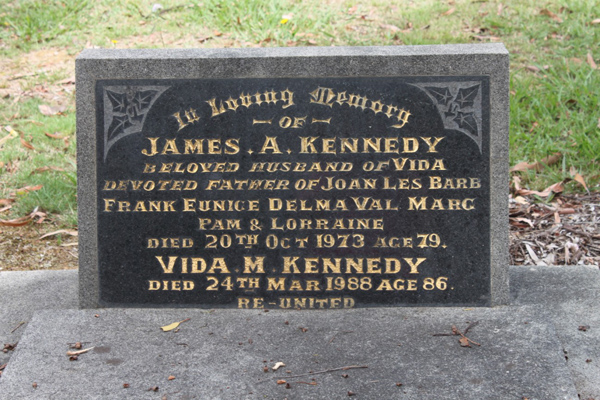 In Loving Memory
– OF –
JAMES . A . KENNEDY
BELOVED HUSBAND OF VIDA
DEVOTED FATHER OF JOAN LES BARB
FRANK EUNICE DELMA VAL MARG
PAM & LORRAINE
DIED 20TH OCT 1973 AGE 79.
VIDA . M . KENNEDY
DIED 24TH MAR 1988 AGE 86.
RE-UNITED